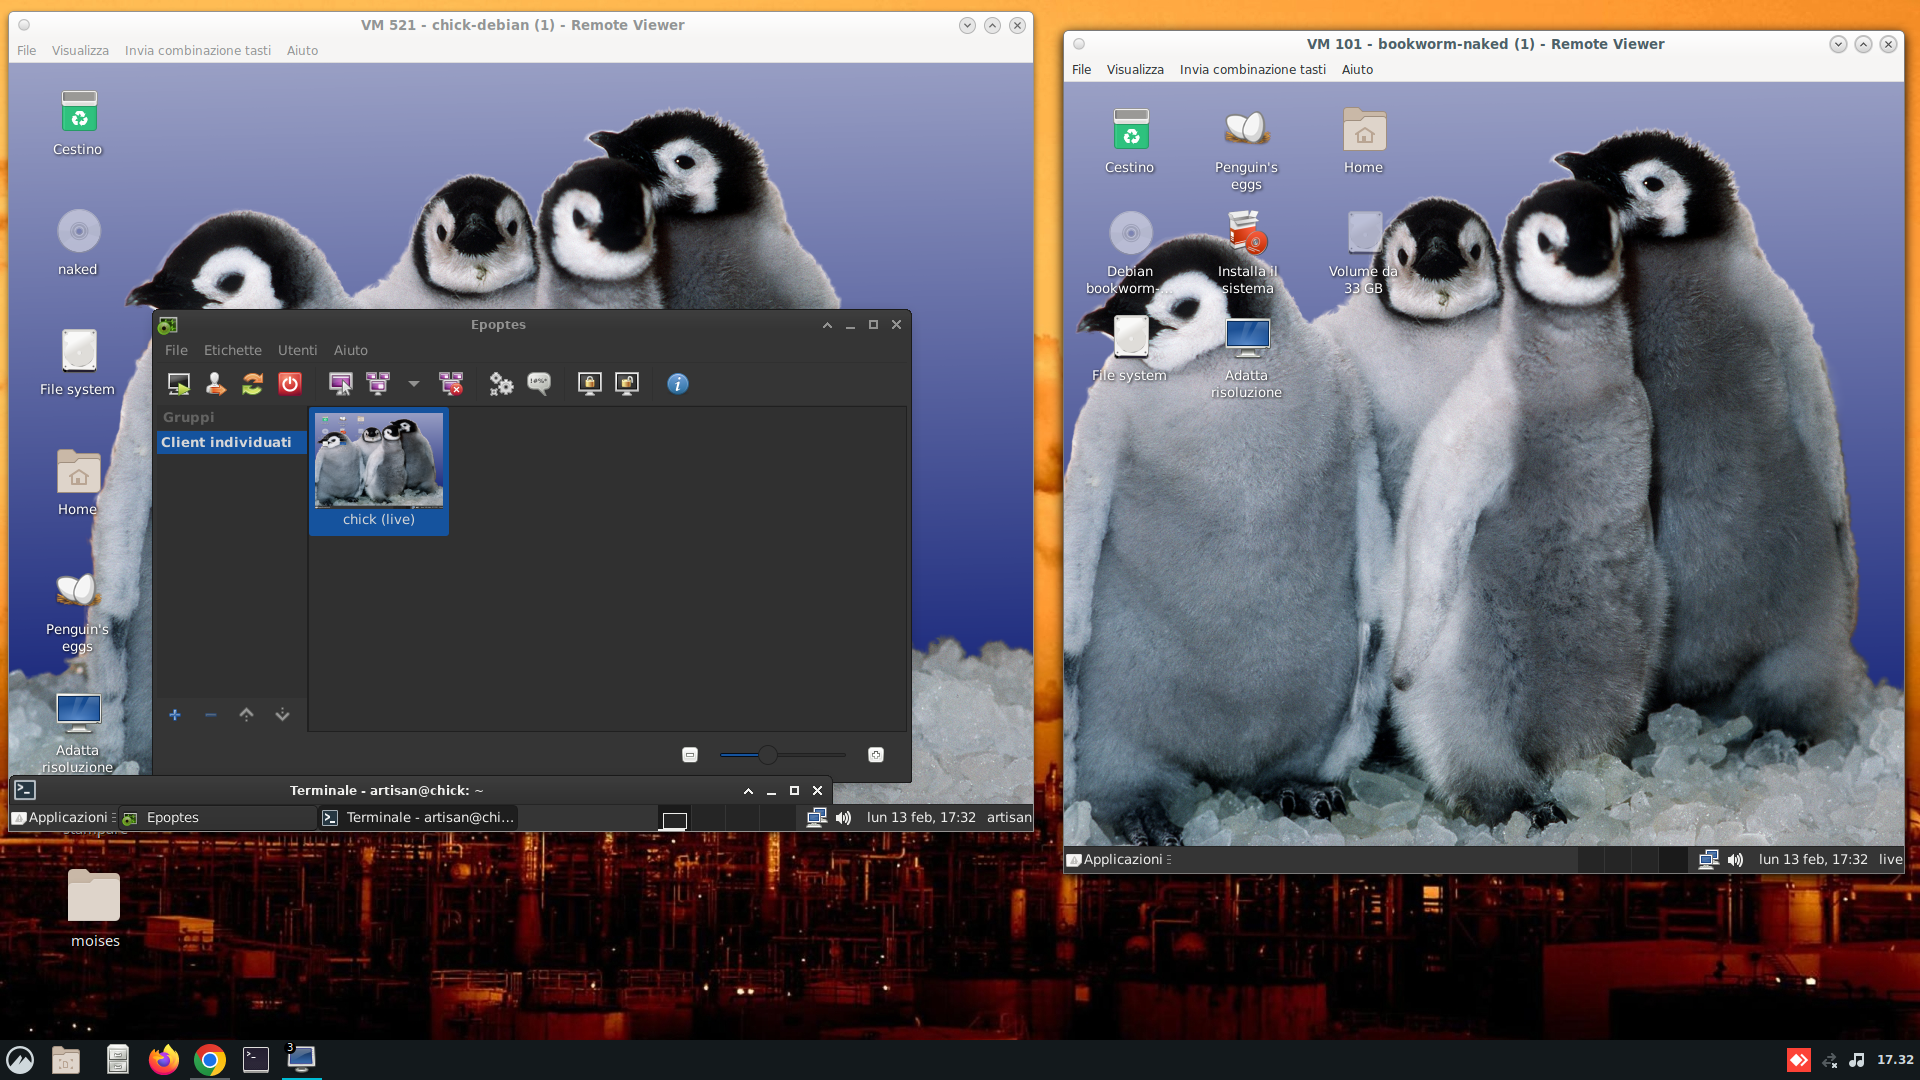 VM 521 - chick-debian (1) - Remote Viewer
File Visualizza Invia combinazione tasti Aiuto
Cestino
naked
File system
Home
Penguin's
eggs
Adatta
risoluzione
Epoptes
File Etichette Utenti Aiuto
Gruppi
Client individuati
chick (live)
Terminale - artisan@chick: ~
Applicazioni Epoptes Terminale - artisan@chi... lun 13 feb, 17:32 artisan
VM 101 - bookworm-naked (1) - Remote Viewer
File Visualizza Invia combinazione tasti Aiuto
Cestino
Penguin's
eggs
Home
Debian
bookworm-...
Installa il
sistema
Volume da
33 GB
File system
Adatta
risoluzione
Applicazioni lun 13 feb, 17:32 live
moises
3
17.32